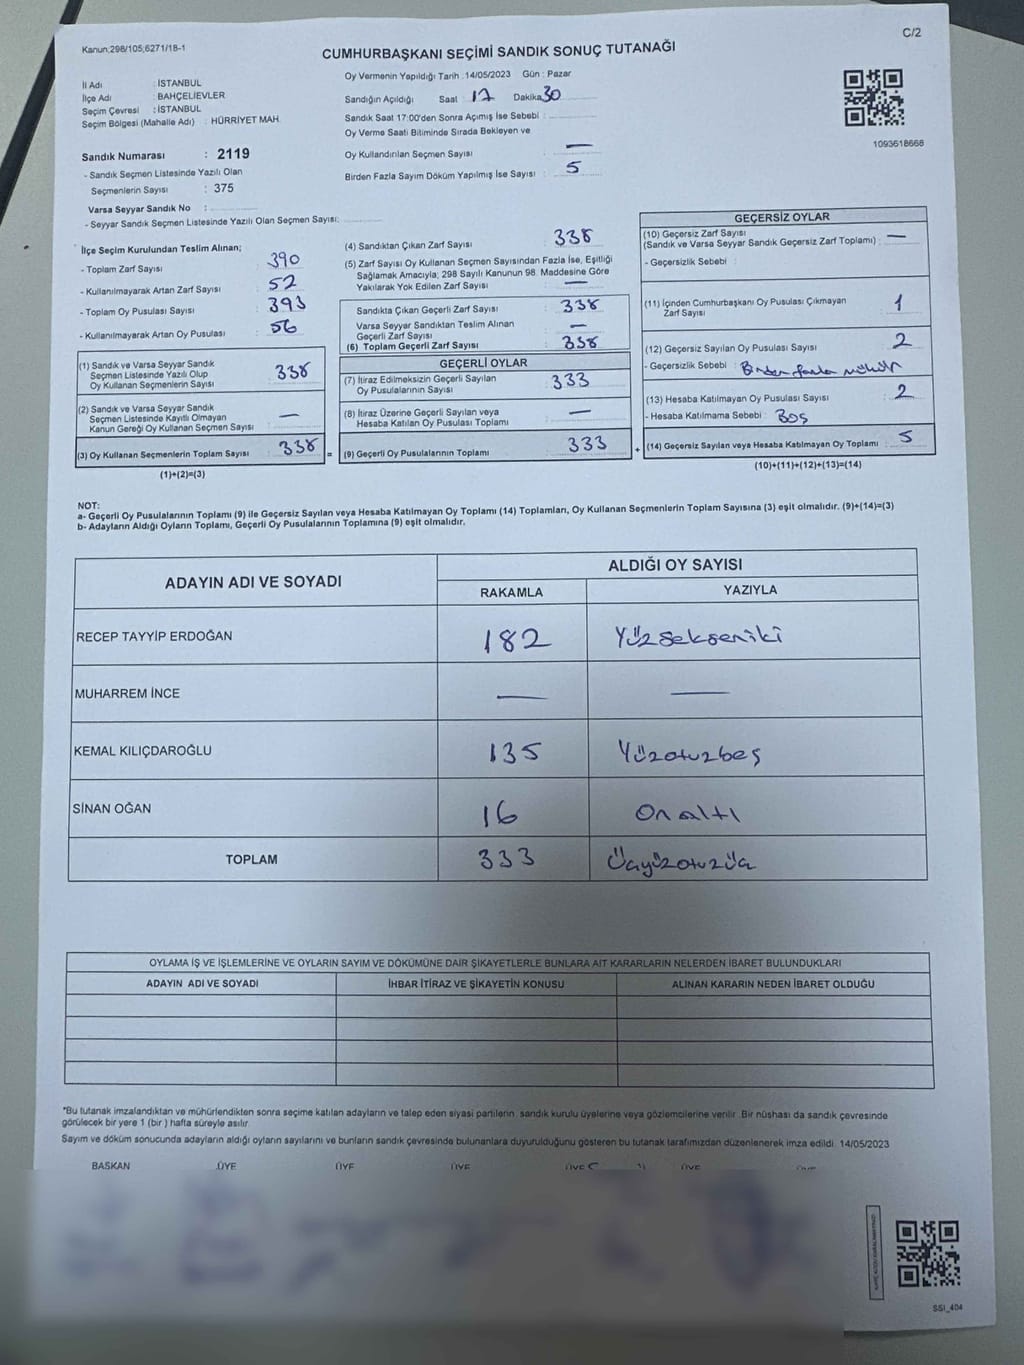 Kanun:298/105;6271/18-1
C/2
CUMHURBAŞKANI SEÇİMİ SANDIK SONUÇ TUTANAĞI
İl Adı : İSTANBUL
İlçe Adı : BAHÇELİEVLER
Seçim Çevresi : İSTANBUL
Seçim Bölgesi (Mahalle Adı) : HÜRRİYET MAH.
Sandık Numarası : 2119
- Sandık Seçmen Listesinde Yazılı Olan
Seçmenlerin Sayısı : 375
Varsa Seyyar Sandık No :
- Seyyar Sandık Seçmen Listesinde Yazılı Olan Seçmen Sayısı:
Oy Vermenin Yapıldığı Tarih :14/05/2023 Gün : Pazar
Sandığın Açıldığı Saat 17 Dakika 30
Sandık Saat 17:00'den Sonra Açımış İse Sebebi :
Oy Verme Saati Bitiminde Sırada Bekleyen ve
Oy Kullandırılan Seçmen Sayısı : —
Birden Fazla Sayım Döküm Yapılmış İse Sayısı : 5
1093618668
İlçe Seçim Kurulundan Teslim Alınan;
- Toplam Zarf Sayısı : 390
- Kullanılmayarak Artan Zarf Sayısı : 52
- Toplam Oy Pusulası Sayısı : 393
- Kullanılmayarak Artan Oy Pusulası : 56
(1) Sandık ve Varsa Seyyar Sandık
Seçmen Listesinde Yazılı Olup
Oy Kullanan Seçmenlerin Sayısı : 338
(2) Sandık ve Varsa Seyyar Sandık
Seçmen Listesinde Kayıtlı Olmayan
Kanun Gereği Oy Kullanan Seçmen Sayısı : —
(3) Oy Kullanan Seçmenlerin Toplam Sayısı : 338
(1)+(2)=(3)
=
(4) Sandıktan Çıkan Zarf Sayısı : 338
(5) Zarf Sayısı Oy Kullanan Seçmen Sayısından Fazla İse, Eşitliği
Sağlamak Amacıyla; 298 Sayılı Kanunun 98. Maddesine Göre
Yakılarak Yok Edilen Zarf Sayısı : —
Sandıkta Çıkan Geçerli Zarf Sayısı : 338
Varsa Seyyar Sandıktan Teslim Alınan
Geçerli Zarf Sayısı : —
(6) Toplam Geçerli Zarf Sayısı : 338
GEÇERLİ OYLAR
(7) İtiraz Edilmeksizin Geçerli Sayılan
Oy Pusulalarının Sayısı : 333
(8) İtiraz Üzerine Geçerli Sayılan veya
Hesaba Katılan Oy Pusulası Toplamı : —
(9) Geçerli Oy Pusulalarının Toplamı : 333
+
GEÇERSİZ OYLAR
(10) Geçersiz Zarf Sayısı
(Sandık ve Varsa Seyyar Sandık Geçersiz Zarf Toplamı) : —
- Geçersizlik Sebebi :
(11) İçinden Cumhurbaşkanı Oy Pusulası Çıkmayan
Zarf Sayısı : 1
(12) Geçersiz Sayılan Oy Pusulası Sayısı : 2
- Geçersizlik Sebebi : Birden fazla mühür
(13) Hesaba Katılmayan Oy Pusulası Sayısı : 2
- Hesaba Katılmama Sebebi : Boş
(14) Geçersiz Sayılan veya Hesaba Katılmayan Oy Toplamı : 5
(10)+(11)+(12)+(13)=(14)
NOT:
a- Geçerli Oy Pusulalarının Toplamı (9) ile Geçersiz Sayılan veya Hesaba Katılmayan Oy Toplamı (14) Toplamları, Oy Kullanan Seçmenlerin Toplam Sayısına (3) eşit olmalıdır. (9)+(14)=(3)
b- Adayların Aldığı Oyların Toplamı, Geçerli Oy Pusulalarının Toplamına (9) eşit olmalıdır.
ADAYIN ADI VE SOYADI ALDIĞI OY SAYISI
RAKAMLA YAZIYLA
RECEP TAYYİP ERDOĞAN 182 Yüzsekseniki
MUHARREM İNCE — —
KEMAL KILIÇDAROĞLU 135 Yüzotuzbeş
SİNAN OĞAN 16 Onaltı
TOPLAM 333 Üçyüzotuzüç
OYLAMA İŞ VE İŞLEMLERİNE VE OYLARIN SAYIM VE DÖKÜMÜNE DAİR ŞİKAYETLERLE BUNLARA AİT KARARLARIN NELERDEN İBARET BULUNDUKLARI
ADAYIN ADI VE SOYADI İHBAR İTİRAZ VE ŞİKAYETİN KONUSU ALINAN KARARIN NEDEN İBARET OLDUĞU
*Bu tutanak imzalandıktan ve mühürlendikten sonra seçime katılan adayların ve talep eden siyasi partilerin sandık kurulu üyelerine veya gözlemcilerine verilir. Bir nüshası da sandık çevresinde
görülecek bir yere 1 (bir ) hafta süreyle asılır.
Sayım ve döküm sonucunda adayların aldığı oyların sayılarını ve bunların sandık çevresinde bulunanlara duyurulduğunu gösteren bu tutanak tarafımızdan düzenlenerek imza edildi. 14/05/2023
BAŞKAN ÜYE ÜYE ÜYE ÜYE ÜYE
SSI_404